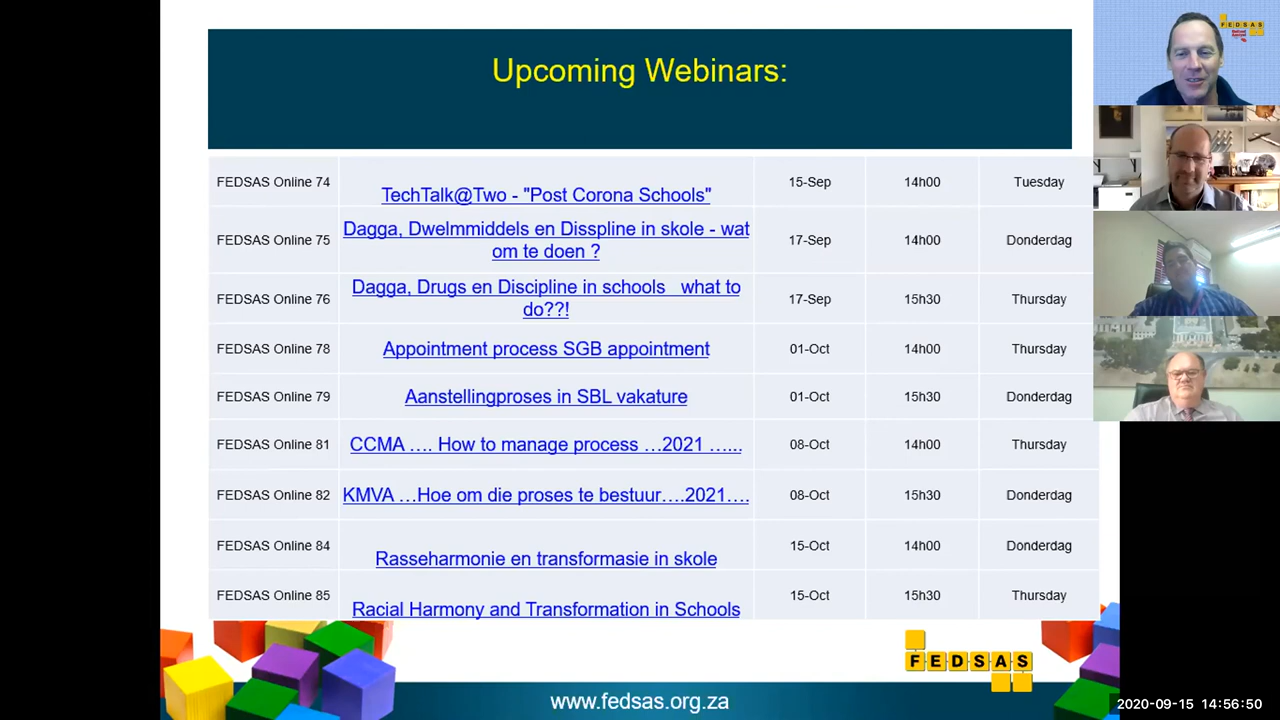 Upcoming Webinars:
FEDSAS Online 74 TechTalk@Two - "Post Corona Schools" 15-Sep 14h00 Tuesday
FEDSAS Online 75 Dagga, Dwelmmiddels en Disspline in skole - wat om te doen ? 17-Sep 14h00 Donderdag
FEDSAS Online 76 Dagga, Drugs en Discipline in schools what to do??! 17-Sep 15h30 Thursday
FEDSAS Online 78 Appointment process SGB appointment 01-Oct 14h00 Thursday
FEDSAS Online 79 Aanstellingproses in SBL vakature 01-Oct 15h30 Donderdag
FEDSAS Online 81 CCMA …. How to manage process …2021 …... 08-Oct 14h00 Thursday
FEDSAS Online 82 KMVA …Hoe om die proses te bestuur….2021…. 08-Oct 15h30 Donderdag
FEDSAS Online 84 Rasseharmonie en transformasie in skole 15-Oct 14h00 Donderdag
FEDSAS Online 85 Racial Harmony and Transformation in Schools 15-Oct 15h30 Thursday
FEDSAS
www.fedsas.org.za
FEDSAS
2020-09-15 14:56:50